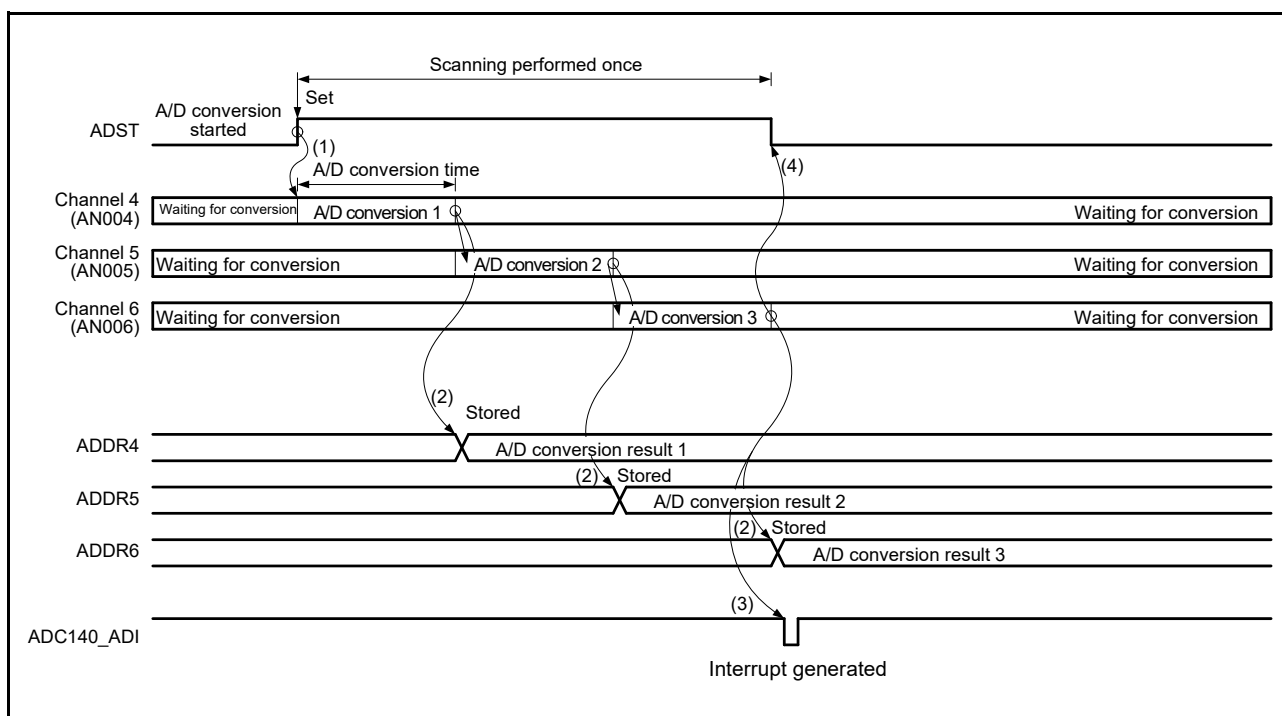 Scanning performed once
Set
A/D conversion
started
ADST
(1)
(4)
A/D conversion time
Channel 4
(AN004)
Waiting for conversion
A/D conversion 1
Waiting for conversion
Channel 5
(AN005)
Waiting for conversion
A/D conversion 2
Waiting for conversion
Channel 6
(AN006)
Waiting for conversion
A/D conversion 3
Waiting for conversion
(2)
Stored
ADDR4
A/D conversion result 1
(2)
Stored
ADDR5
A/D conversion result 2
(2)
Stored
ADDR6
A/D conversion result 3
(3)
ADC140_ADI
Interrupt generated